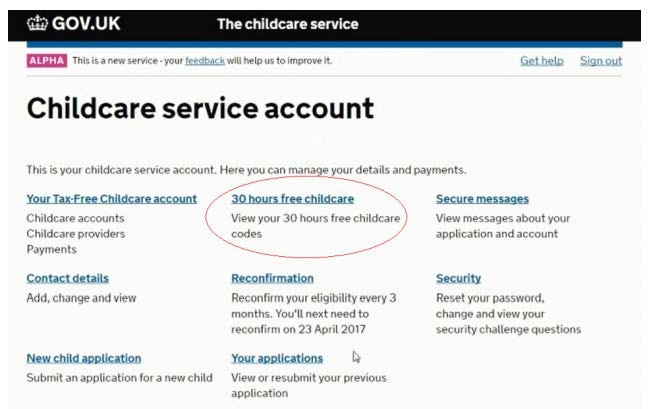 GOV.UK The childcare service
ALPHA This is a new service - your feedback will help us to improve it. Get help Sign out
Childcare service account
This is your childcare service account. Here you can manage your details and payments.
Your Tax-Free Childcare account
Childcare accounts
Childcare providers
Payments
30 hours free childcare
View your 30 hours free childcare
codes
Secure messages
View messages about your
application and account
Contact details
Add, change and view
Reconfirmation
Reconfirm your eligibility every 3
months. You'll next need to
reconfirm on 23 April 2017
Security
Reset your password,
change and view your
security challenge questions
New child application
Submit an application for a new child
Your applications
View or resubmit your previous
application